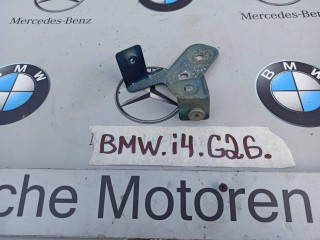 Mercedes-Benz
Mercedes-Benz
BMW
BMW
BMW.i4.G26.
che Motoren